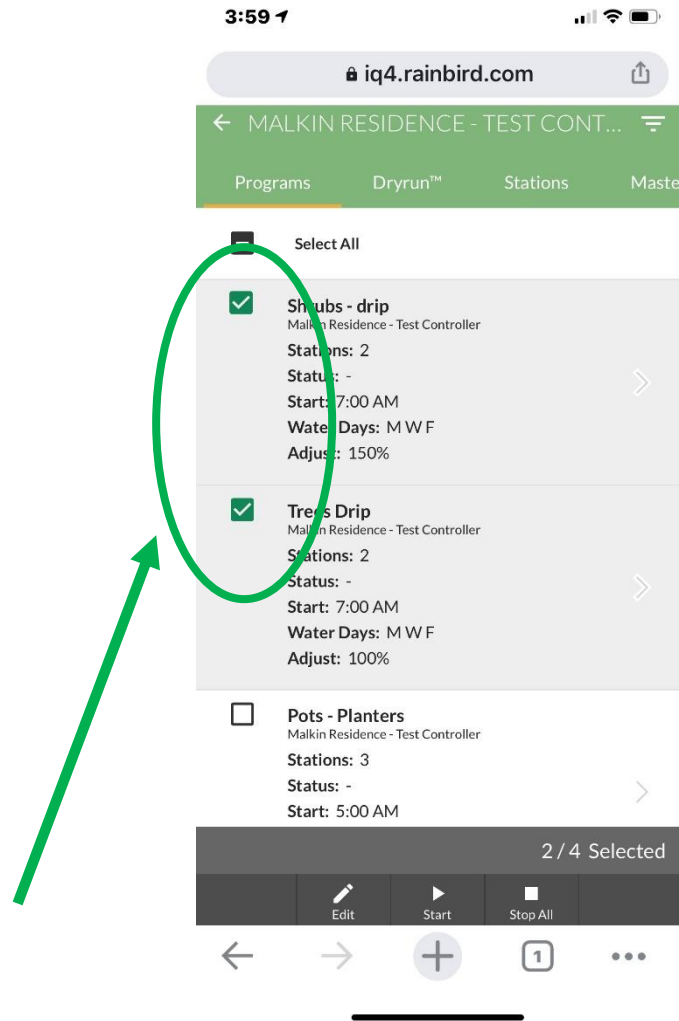 3:59
iq4.rainbird.com
MALKIN RESIDENCE - TEST CONT...
Programs Dryrun™ Stations Maste
Select All
Shrubs - drip
Malkin Residence - Test Controller
Stations: 2
Status: -
Start: 7:00 AM
Water Days: M W F
Adjust: 150%
Trees Drip
Malkin Residence - Test Controller
Stations: 2
Status: -
Start: 7:00 AM
Water Days: M W F
Adjust: 100%
Pots - Planters
Malkin Residence - Test Controller
Stations: 3
Status: -
Start: 5:00 AM
2 / 4 Selected
Edit Start Stop All
1